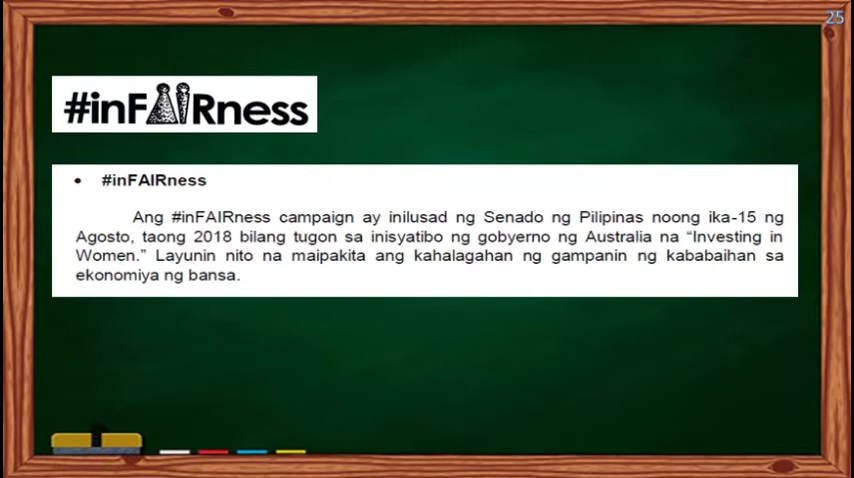 25
#inFAIRness
• #inFAIRness
Ang #inFAIRness campaign ay inilusad ng Senado ng Pilipinas noong ika-15 ng
Agosto, taong 2018 bilang tugon sa inisyatibo ng gobyerno ng Australia na “Investing in
Women.” Layunin nito na maipakita ang kahalagahan ng gampanin ng kababaihan sa
ekonomiya ng bansa.